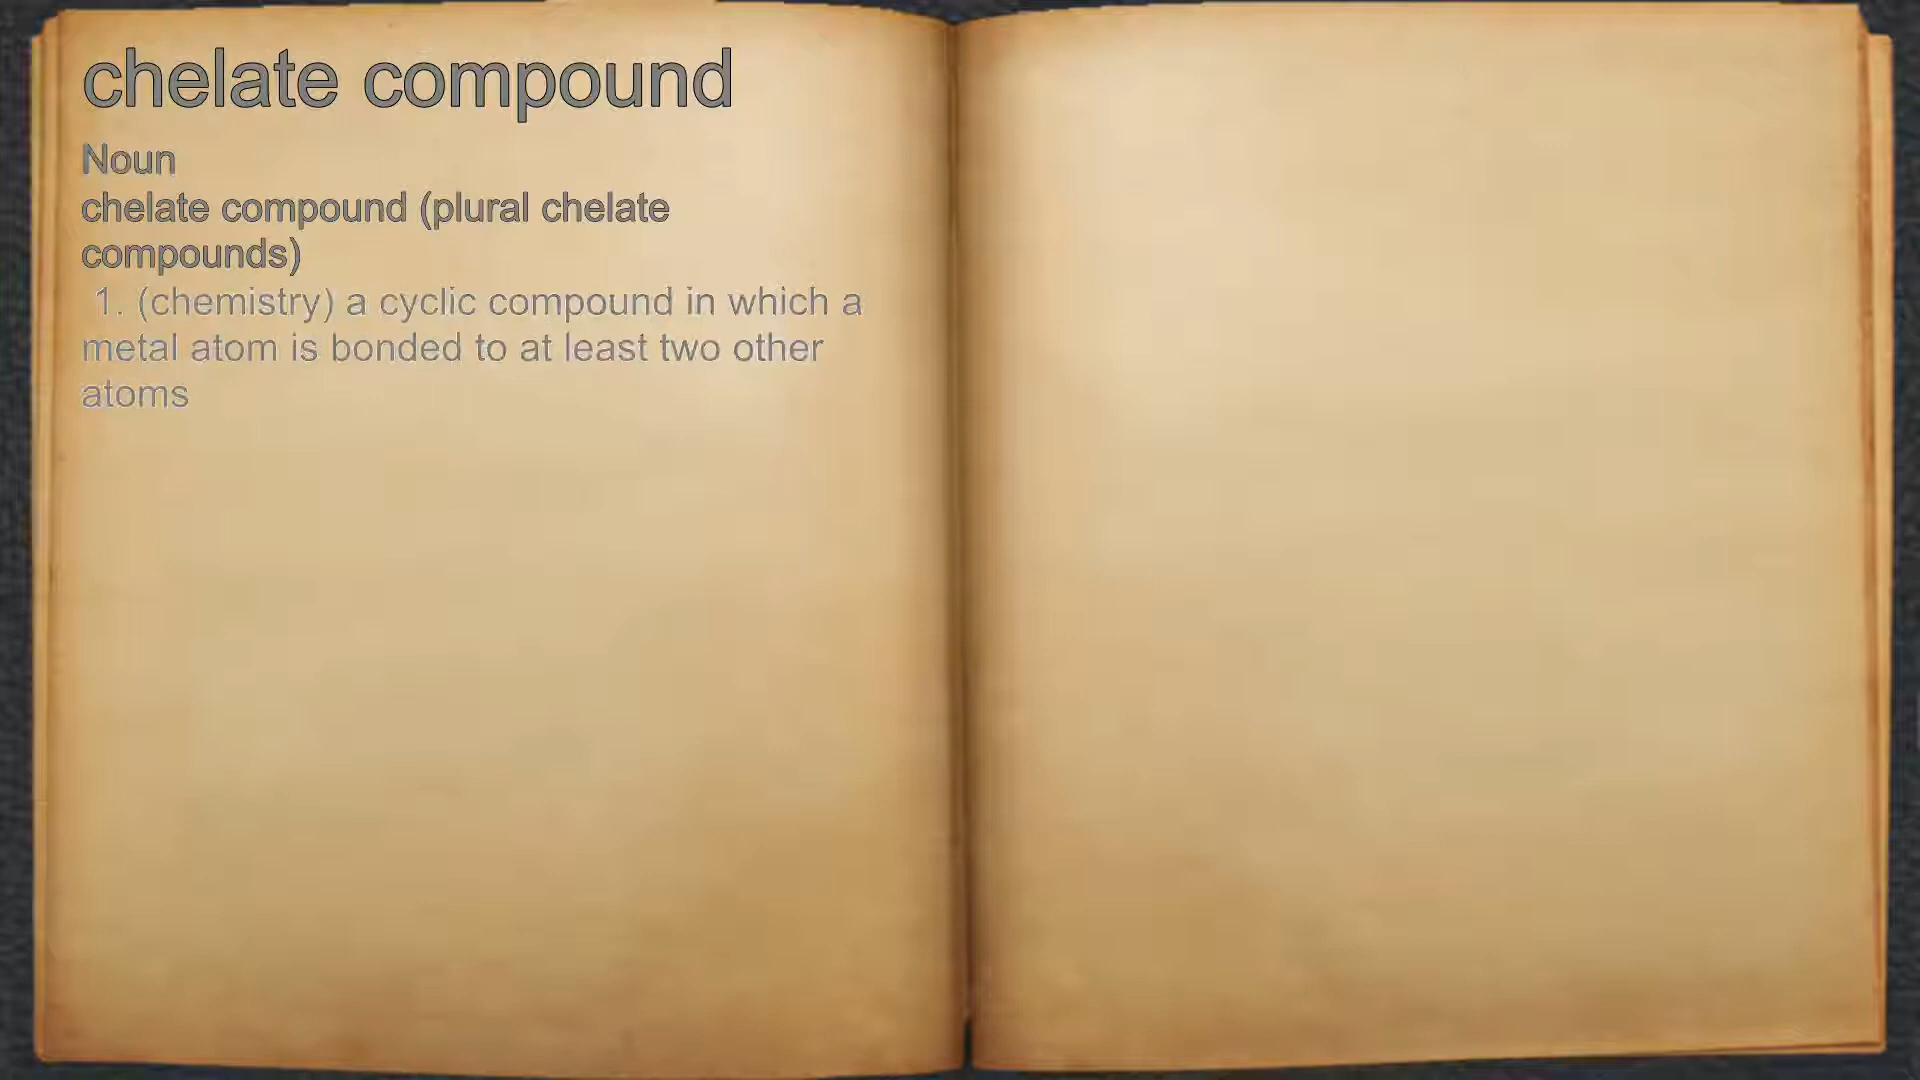 chelate compound
Noun
chelate compound (plural chelate
compounds)
1. (chemistry) a cyclic compound in which a
metal atom is bonded to at least two other
atoms